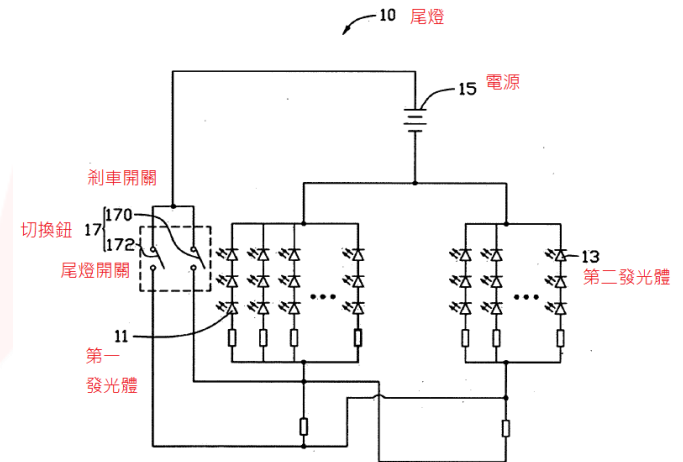 10 尾燈
15 電源
剎車開關
170
切換鈕 17
172
尾燈開關
13
第二發光體
11
第一
發光體